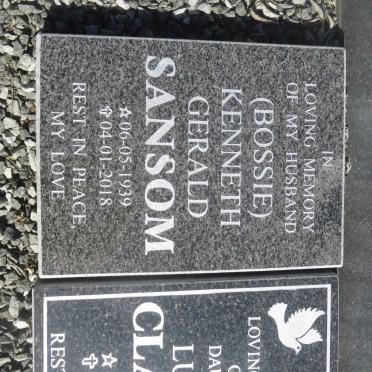 IN
LOVING MEMORY
OF MY HUSBAND
(BOSSIE)
KENNETH
GERALD
SANSOM
☆06-05-1939
✞04-01-2018
REST IN PEACE,
MY LOVE
LOVIN
DA
LU
CLA
☆
✞
REST